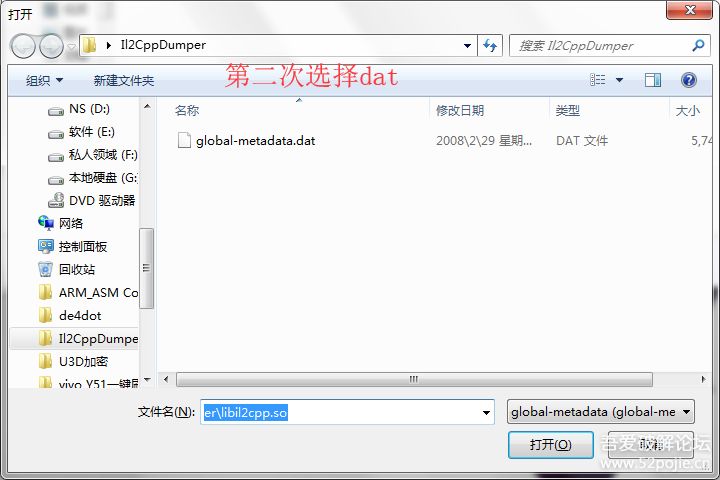 打开
Il2CppDumper
搜索 Il2CppDumper
组织
新建文件夹
第二次选择dat
名称
修改日期
类型
大小
global-metadata.dat
2008\2\29 星期...
DAT 文件
5,74
NS (D:)
软件 (E:)
私人领域 (F:)
本地硬盘 (G:
DVD 驱动器
网络
控制面板
回收站
ARM_ASM Co
de4dot
Il2CppDumpe
U3D加密
vivo Y51一键
文件名(N):
er\libil2cpp.so
global-metadata (global-me
打开(O)
取消
吾爱破解论坛
www.52pojie.cn